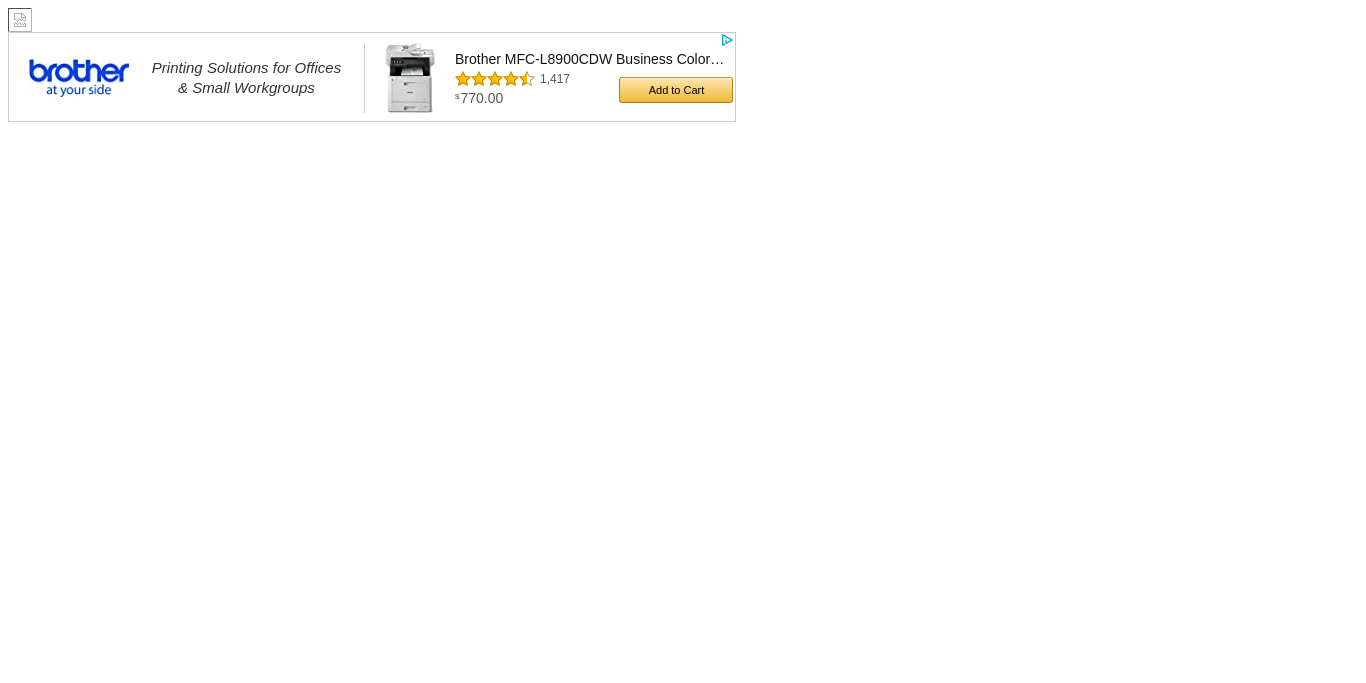 brother
at your side
Printing Solutions for Offices
& Small Workgroups
Brother MFC-L8900CDW Business Color…
1,417
$770.00
Add to Cart